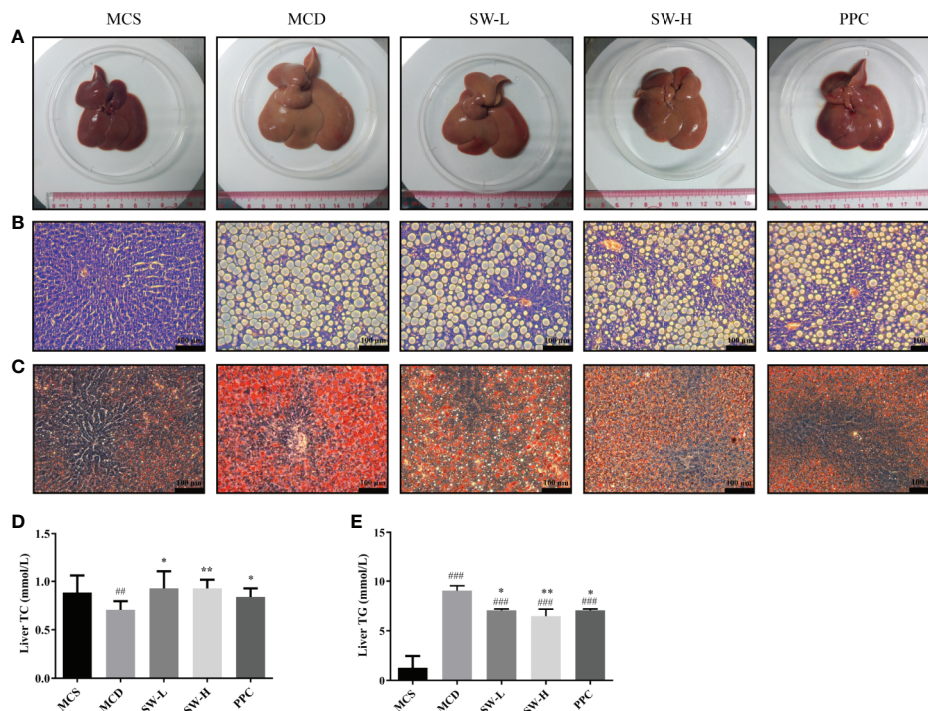 MCS MCD SW-L SW-H PPC
A
B
100 μm 100 μm 100 μm 100 μm 100 μm
C
100 μm 100 μm 100 μm 100 μm 100 μm
D
Liver TC (mmol/L)
1.5
1.0
0.5
0.0
##
*
**
*
MCS MCD SW-L SW-H PPC
E
Liver TG (mmol/L)
15
10
5
0
###
*
###
**
###
*
###
MCS MCD SW-L SW-H PPC